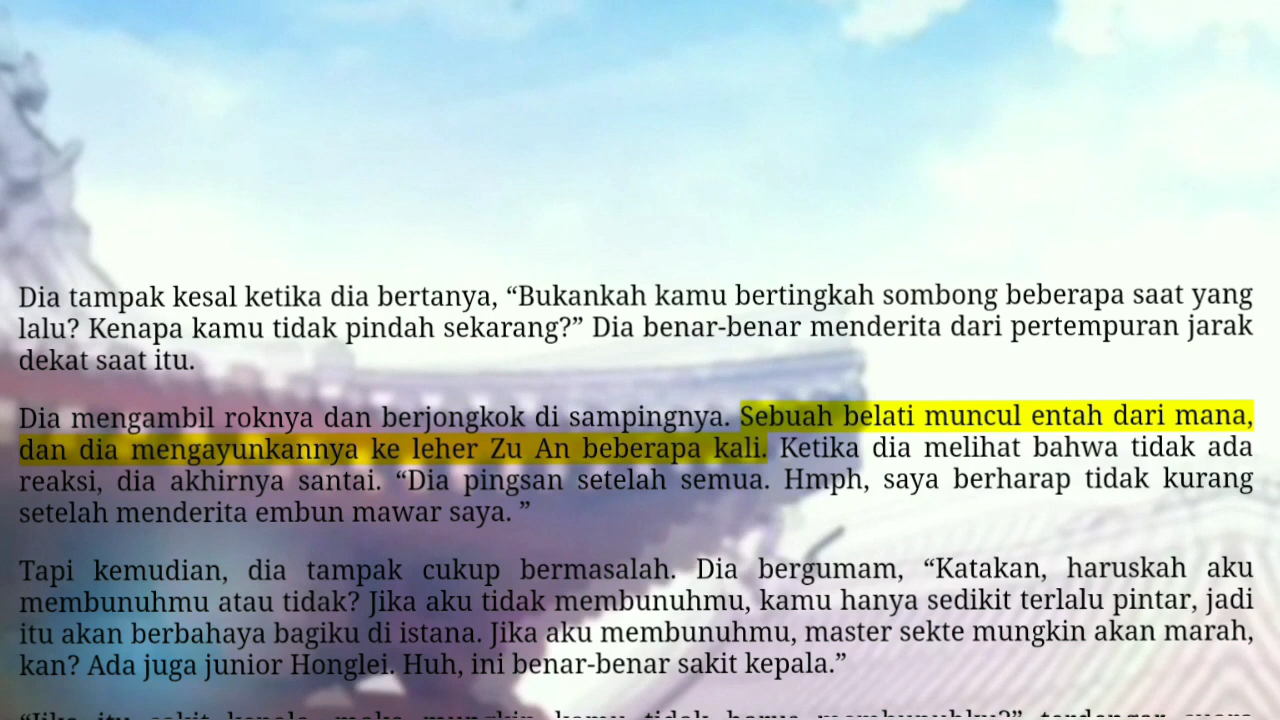 Dia tampak kesal ketika dia bertanya, “Bukankah kamu bertingkah sombong beberapa saat yang
lalu? Kenapa kamu tidak pindah sekarang?” Dia benar-benar menderita dari pertempuran jarak
dekat saat itu.
Dia mengambil roknya dan berjongkok di sampingnya. Sebuah belati muncul entah dari mana,
dan dia mengayunkannya ke leher Zu An beberapa kali. Ketika dia melihat bahwa tidak ada
reaksi, dia akhirnya santai. “Dia pingsan setelah semua. Hmph, saya berharap tidak kurang
setelah menderita embun mawar saya. ”
Tapi kemudian, dia tampak cukup bermasalah. Dia bergumam, “Katakan, haruskah aku
membunuhmu atau tidak? Jika aku tidak membunuhmu, kamu hanya sedikit terlalu pintar, jadi
itu akan berbahaya bagiku di istana. Jika aku membunuhmu, master sekte mungkin akan marah,
kan? Ada juga junior Honglei. Huh, ini benar-benar sakit kepala.”